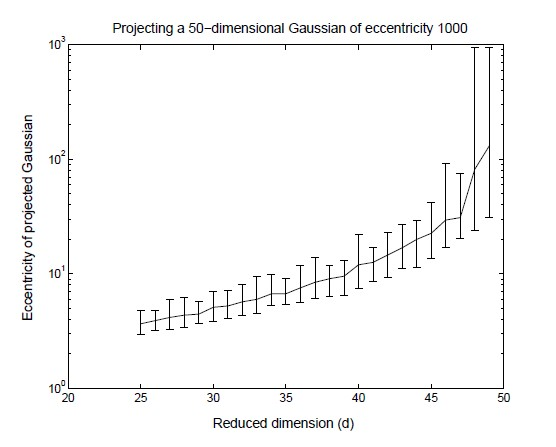 Projecting a 50−dimensional Gaussian of eccentricity 1000
10^3
10^2
10^1
10^0
Eccentricity of projected Gaussian
20 25 30 35 40 45 50
Reduced dimension (d)